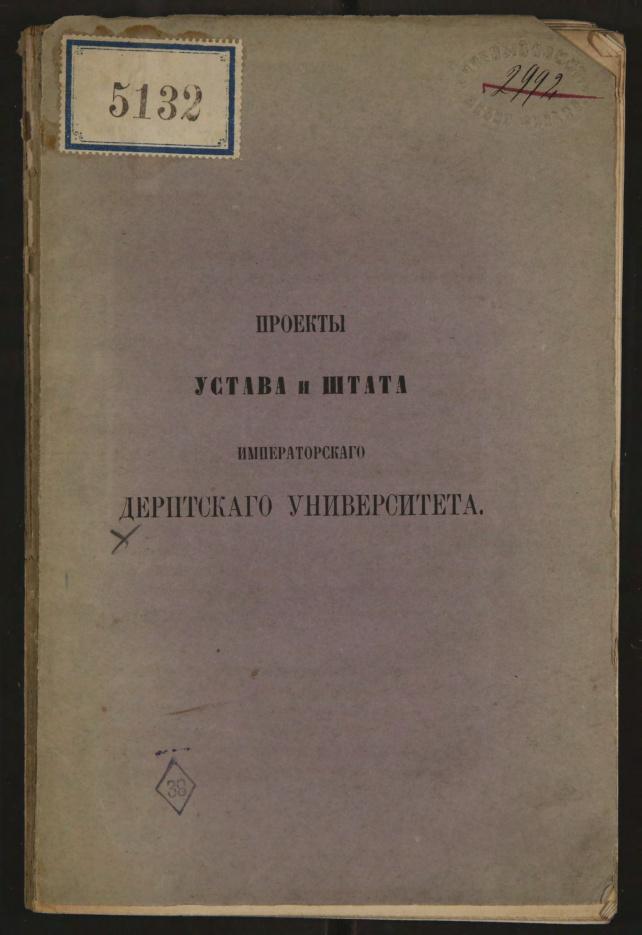 5132
2992
ПРОЕКТЫ
УСТАВА и ШТАТА
ИМПЕРАТОРСКАГО
ДЕРПТСКАГО УНИВЕРСИТЕТА.
38